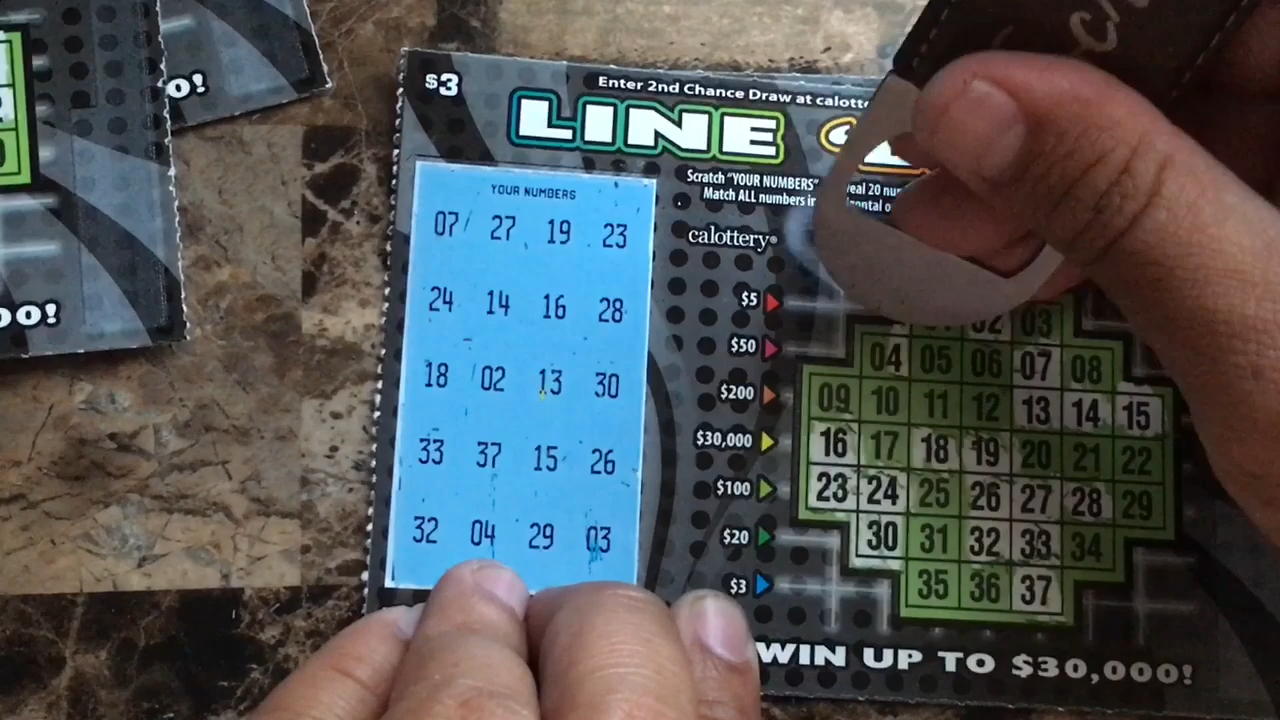 $3
Enter 2nd Chance Draw at
LINE
Scratch "YOUR NUMBERS"
Match ALL numbers
calottery®
YOUR NUMBERS
07 27 19 23
24 14 16 28
18 02 13 30
33 37 15 26
32 04 29 03
$5
$50
$200
$30,000
$100
$20
$3
02 03
04 05 06 07 08
09 10 11 12 13 14 15
16 17 18 19 20 21 22
23 24 25 26 27 28 29
30 31 32 33 34
35 36 37
WIN UP TO $30,000!